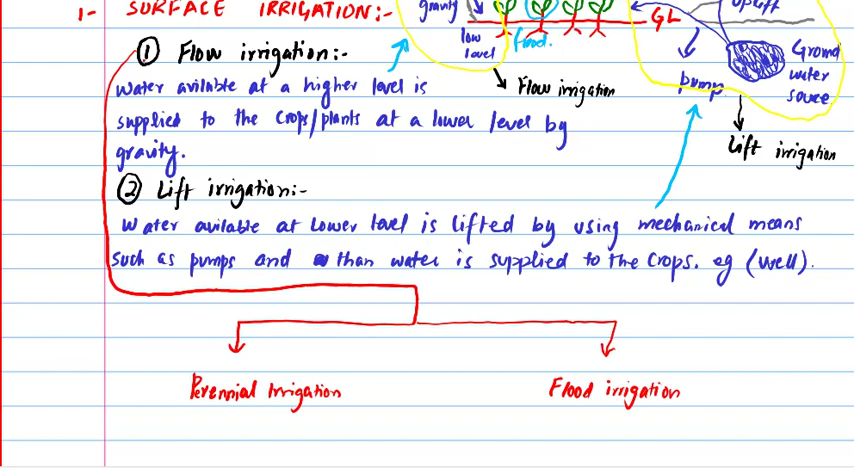 1- SURFACE IRRIGATION:-
gravity
low
level
food.
GL
uplift
① Flow irrigation:-
Ground
water
souce
pump
Flow irrigation
Water avilable at a higher level is
supplied to the crops/plants at a lower level by
gravity.
Lift irrigation
② Lift irrigation:-
Water avilable at lower level is lifted by using mechanical means
such as pumps and than water is supplied to the crops. eg (well).
Perennial Irrigation
Flood irrigation